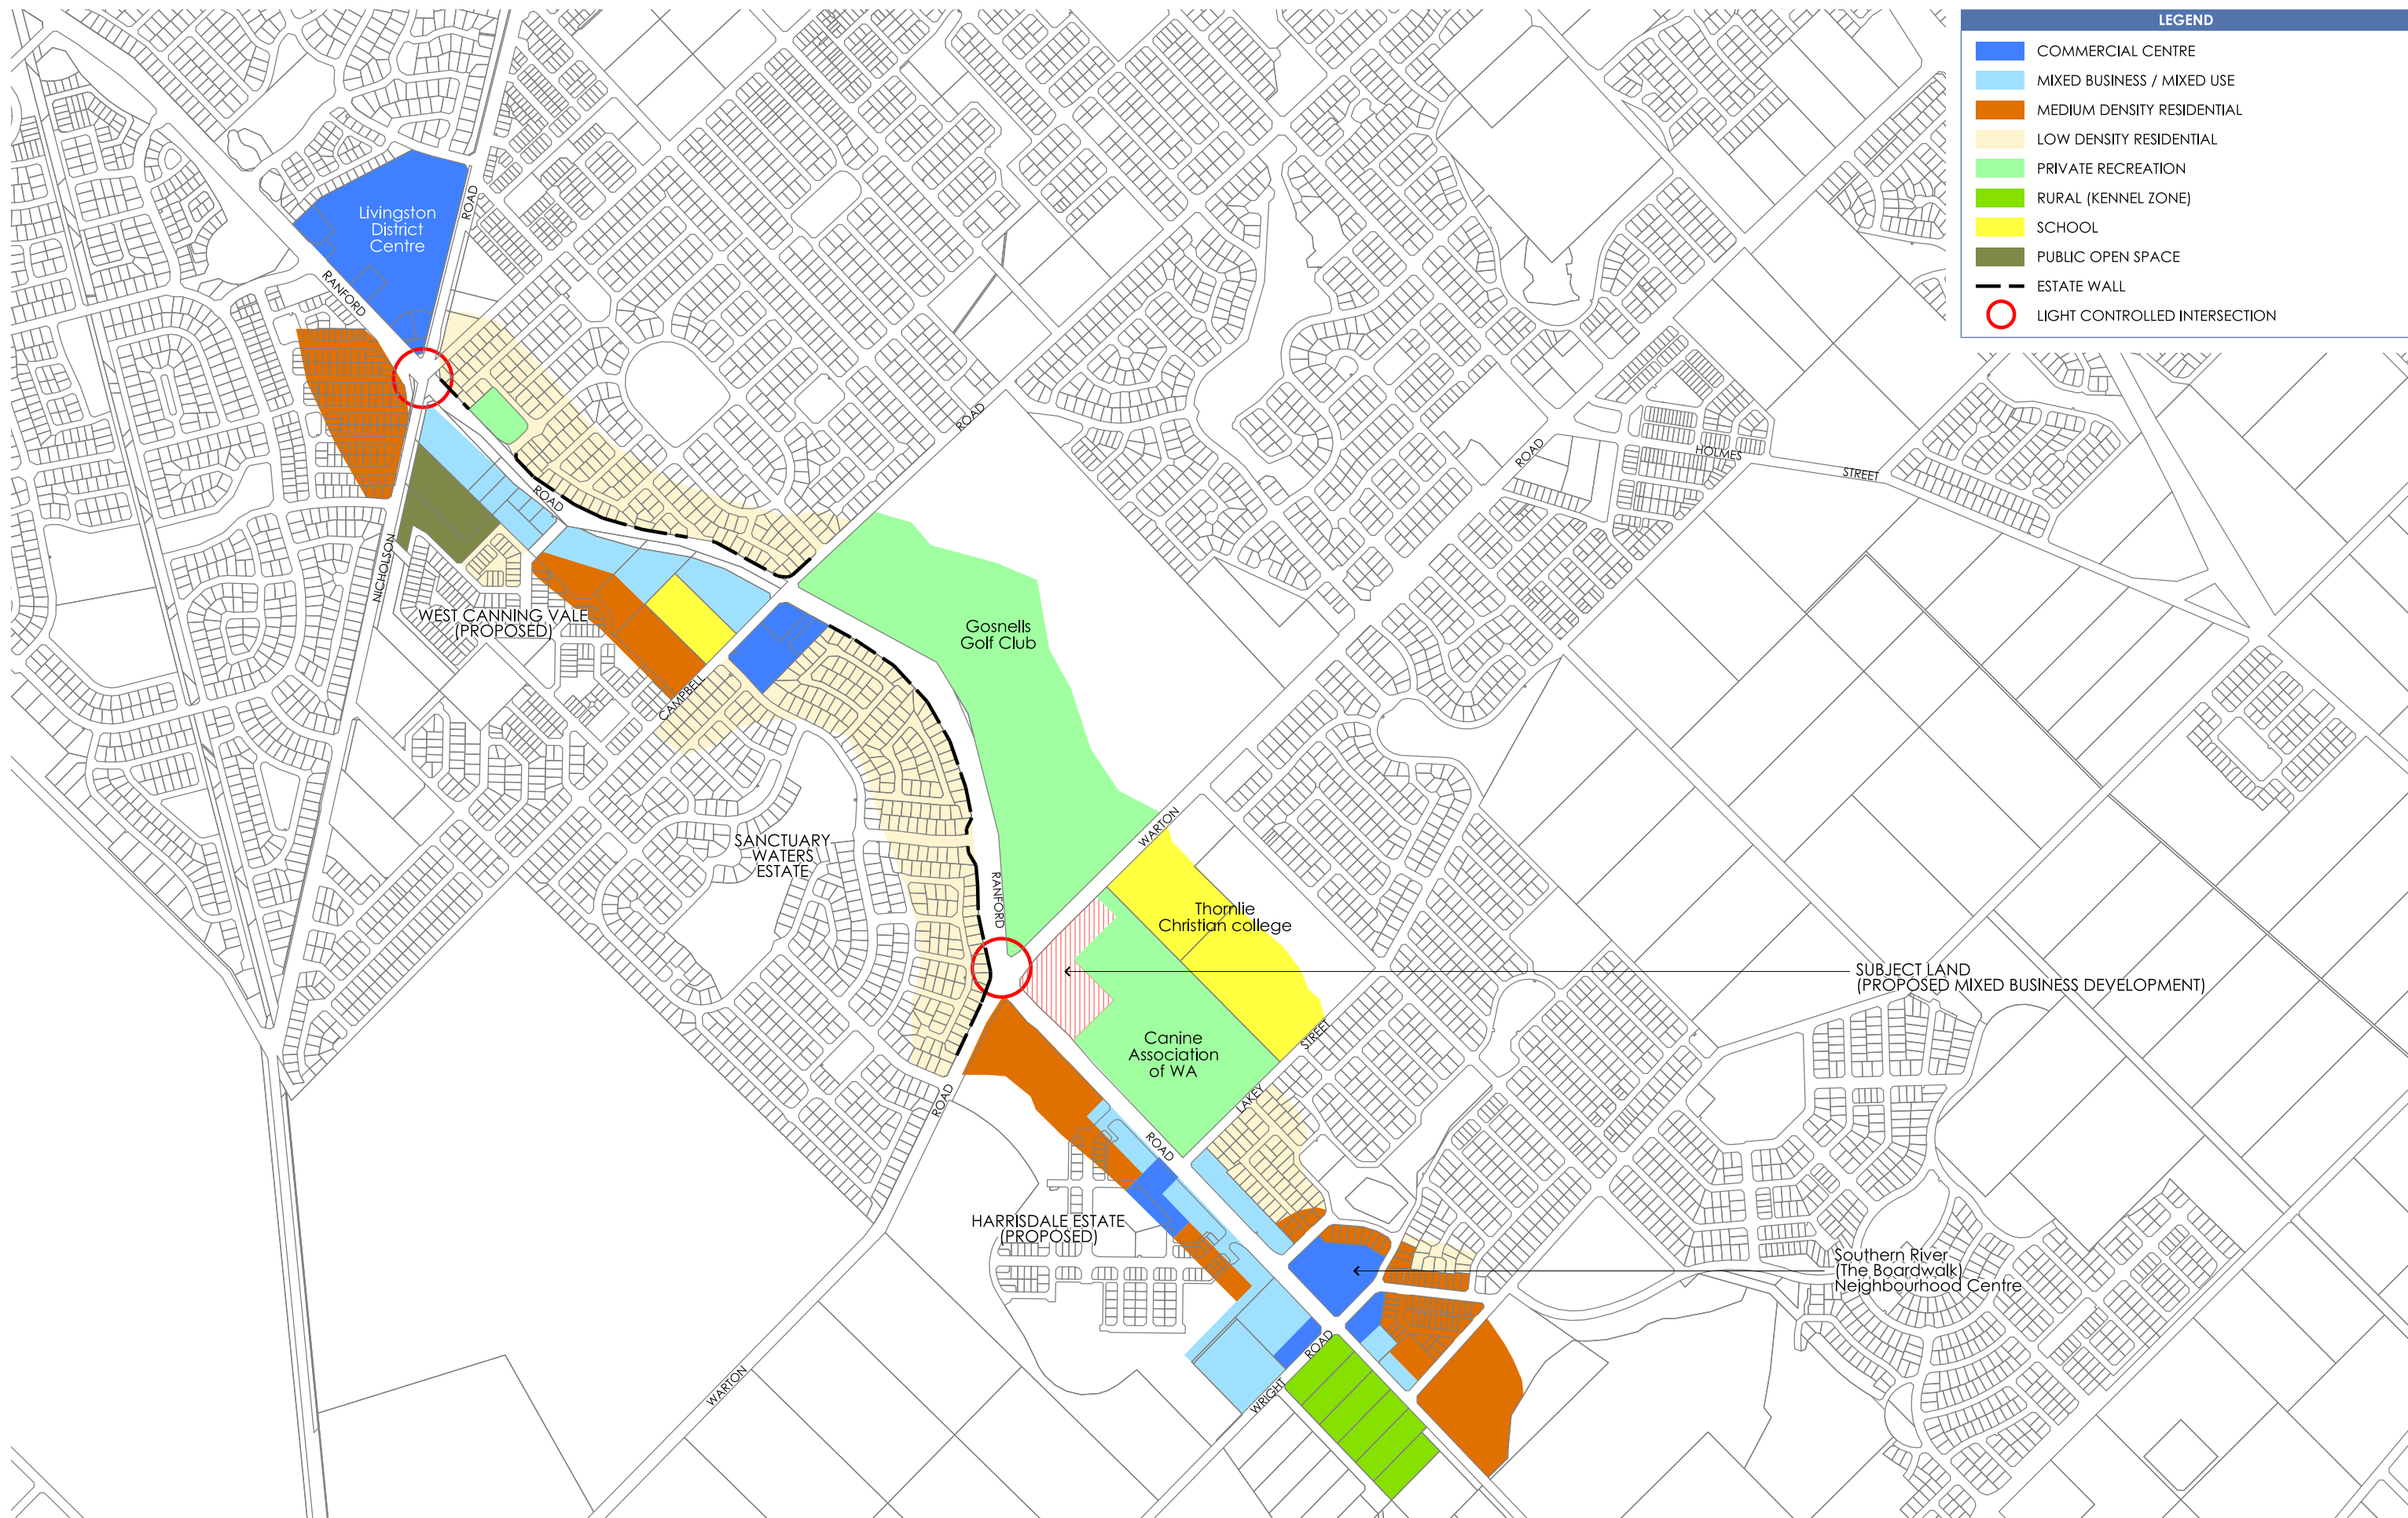 LEGEND
COMMERCIAL CENTRE
MIXED BUSINESS / MIXED USE
MEDIUM DENSITY RESIDENTIAL
LOW DENSITY RESIDENTIAL
PRIVATE RECREATION
RURAL (KENNEL ZONE)
SCHOOL
PUBLIC OPEN SPACE
ESTATE WALL
LIGHT CONTROLLED INTERSECTION
Livingston
District
Centre
ROAD
RANFORD
ROAD
ROAD
HOLMES
STREET
ROAD
NICHOLSON
WEST CANNING VALE
(PROPOSED)
Gosnells
Golf Club
CAMPBELL
SANCTUARY
WATERS
ESTATE
WARTON
RANFORD
Thornlie
Christian college
SUBJECT LAND
(PROPOSED MIXED BUSINESS DEVELOPMENT)
Canine
Association
of WA
STREET
LAKEY
ROAD
ROAD
HARRISDALE ESTATE
(PROPOSED)
Southern River
(The Boardwalk)
Neighbourhood Centre
ROAD
WRIGHT
WARTON